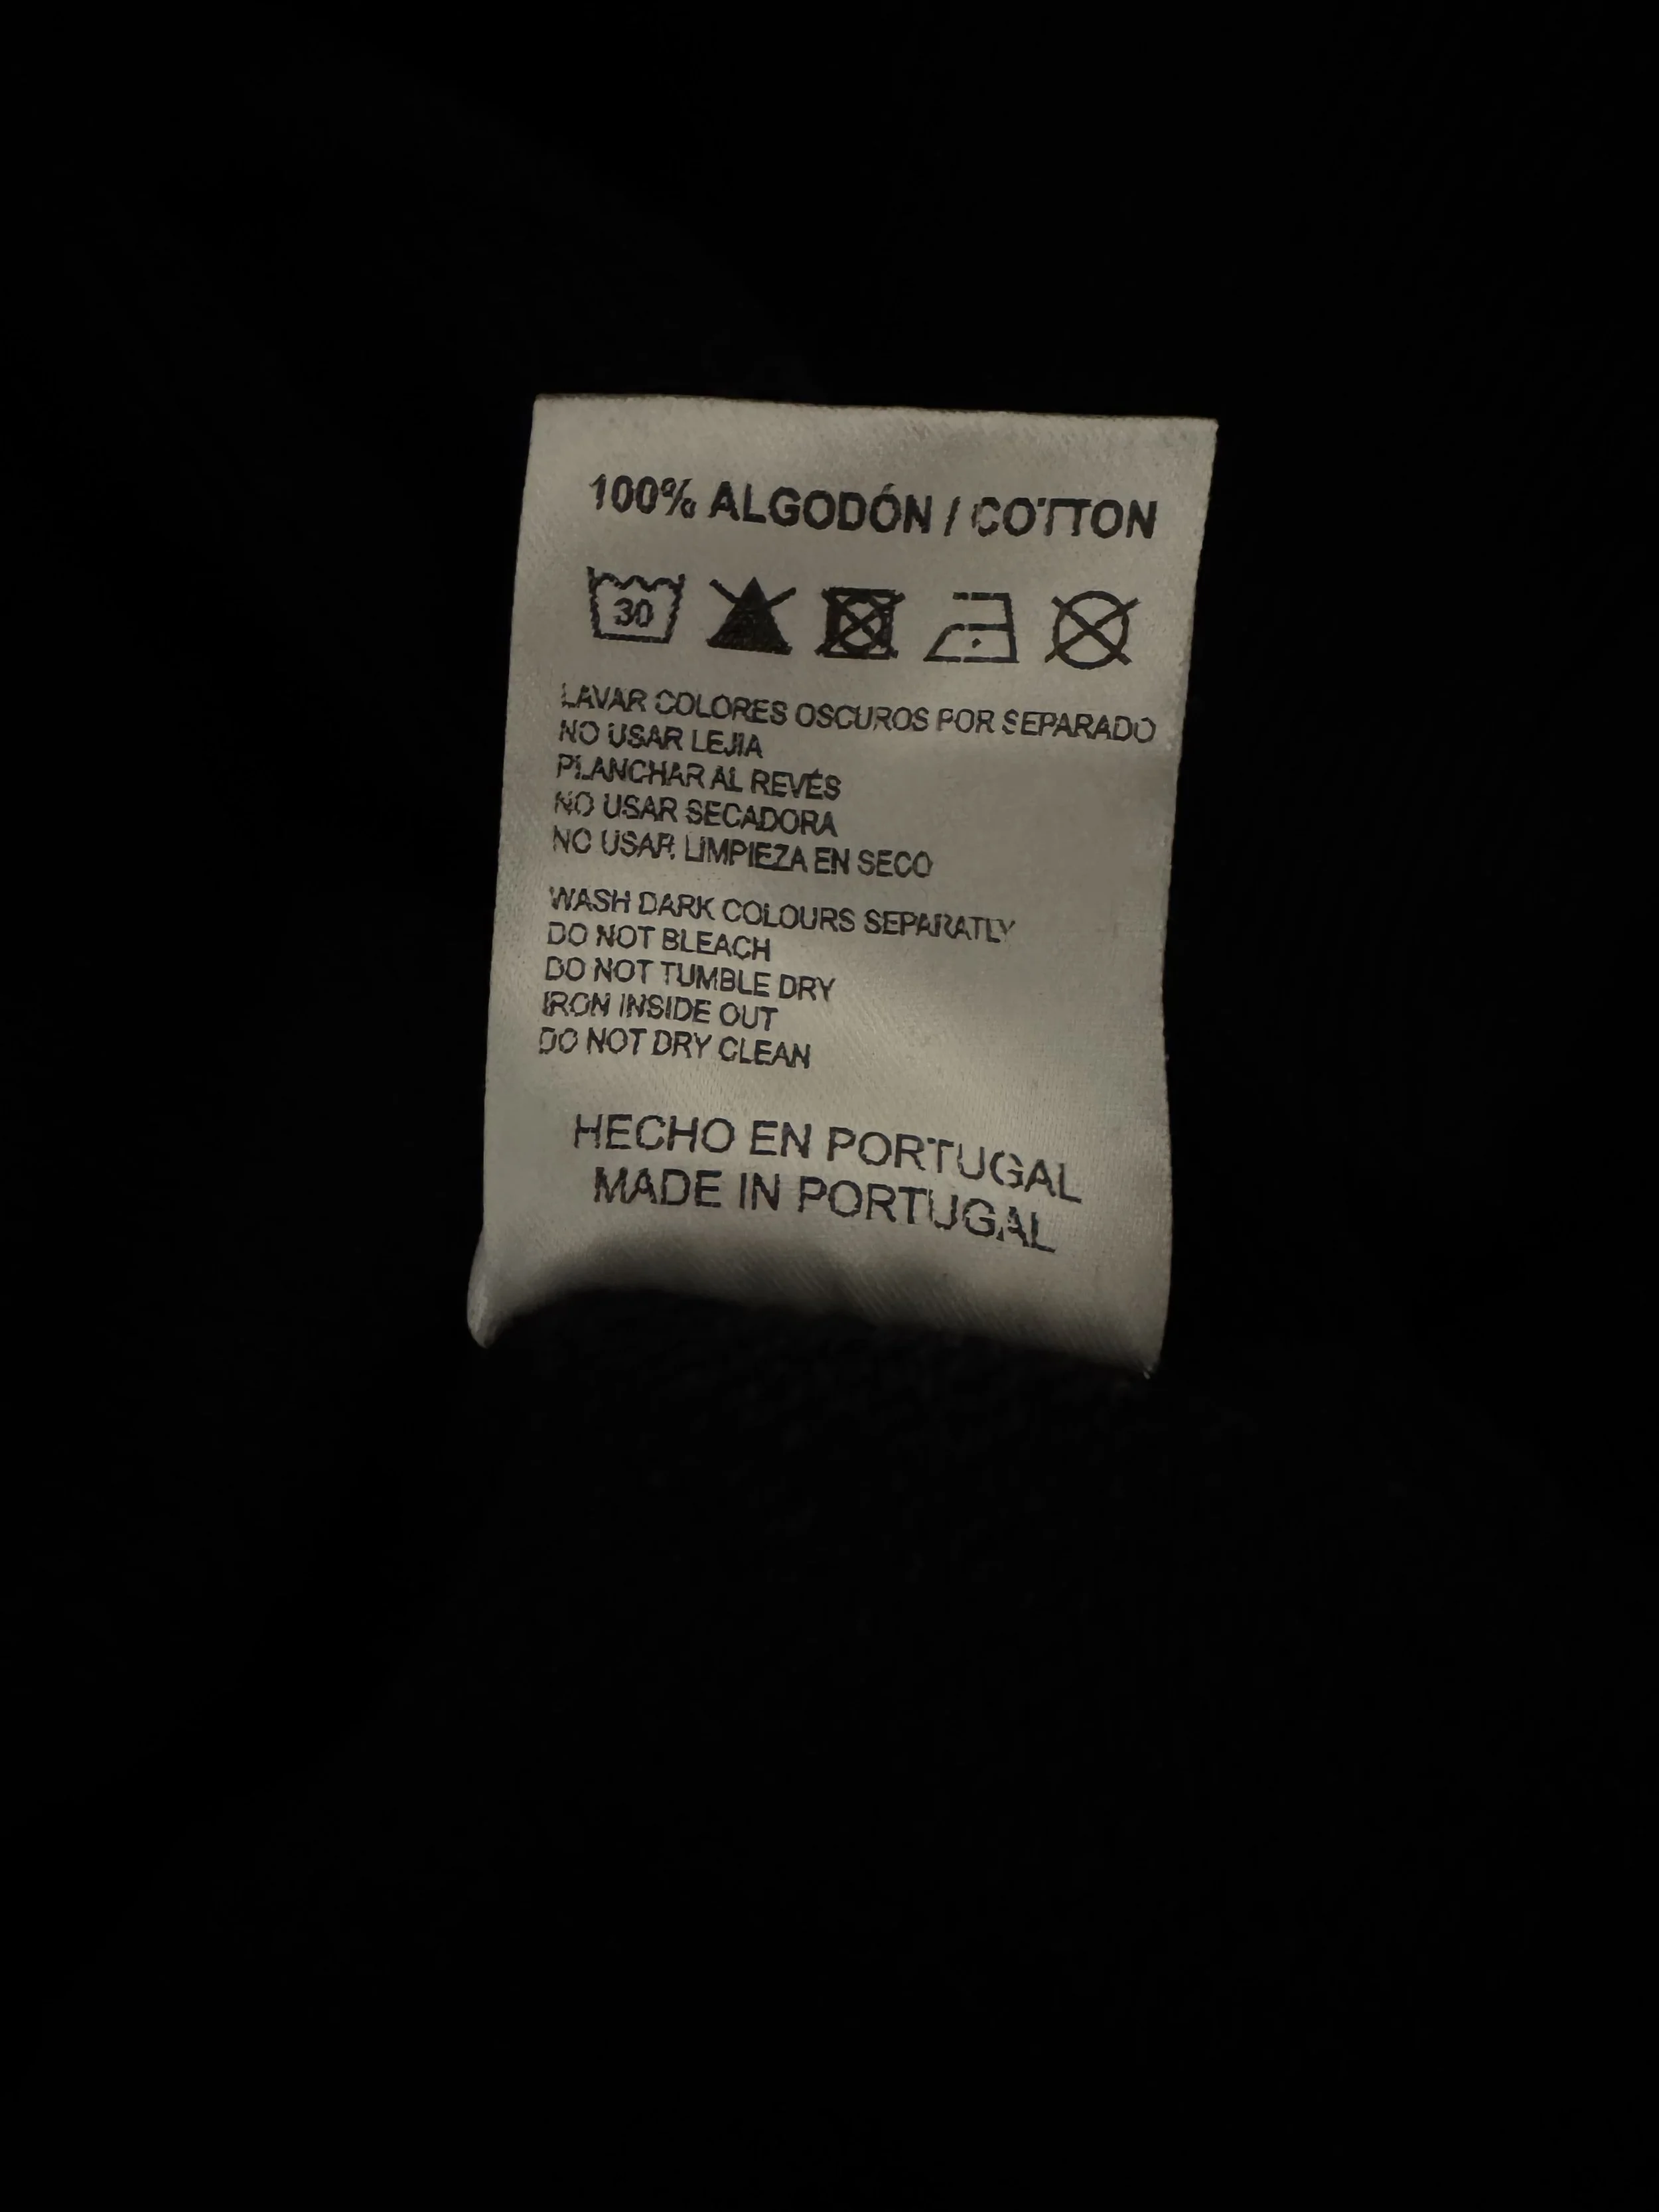 100% ALGODÓN / COTTON
30
LAVAR COLORES OSCUROS POR SEPARADO
NO USAR LEJIA
PLANCHAR AL REVÉS
NO USAR SECADORA
NO USAR LIMPIEZA EN SECO
WASH DARK COLOURS SEPARATLY
DO NOT BLEACH
DO NOT TUMBLE DRY
IRON INSIDE OUT
DO NOT DRY CLEAN
HECHO EN PORTUGAL
MADE IN PORTUGAL